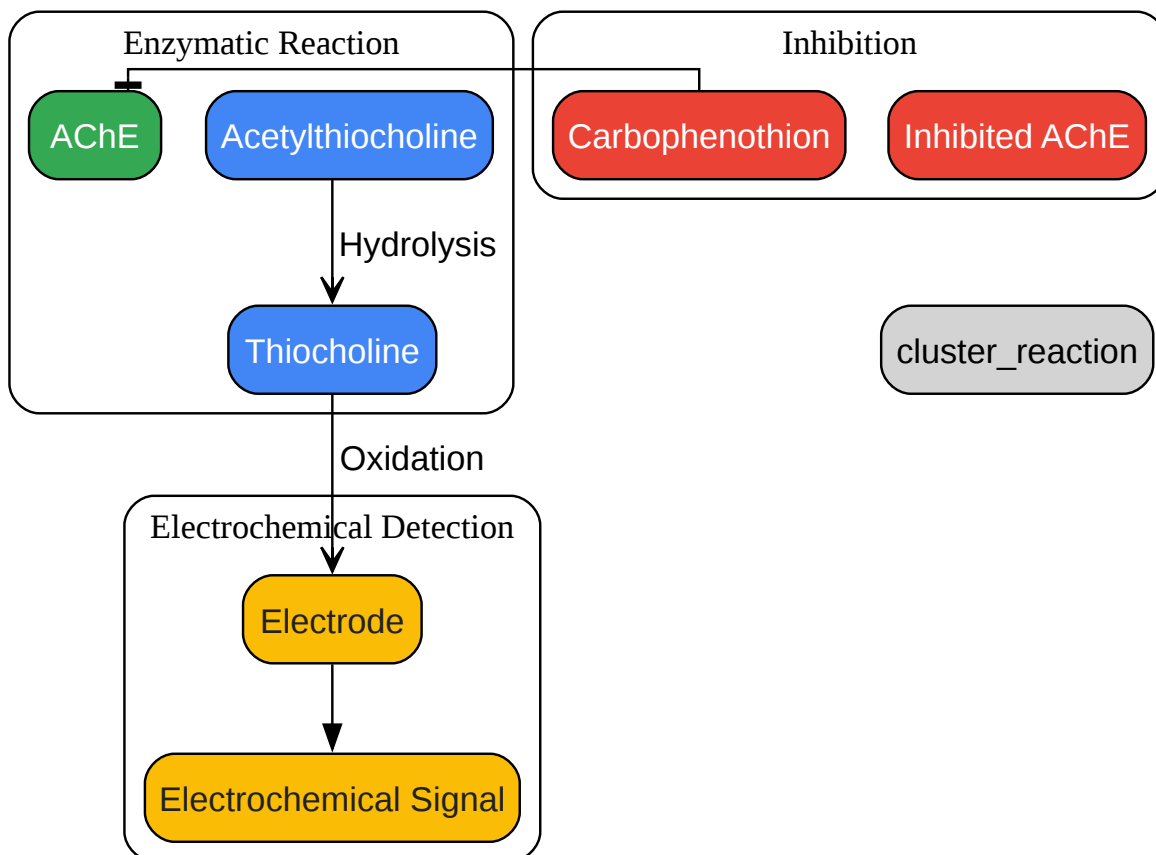 Enzymatic Reaction
Inhibition
AChE
Acetylthiocholine
Carbophenothion
Inhibited AChE
Hydrolysis
Thiocholine
cluster_reaction
Oxidation
Electrochemical Detection
Electrode
Electrochemical Signal